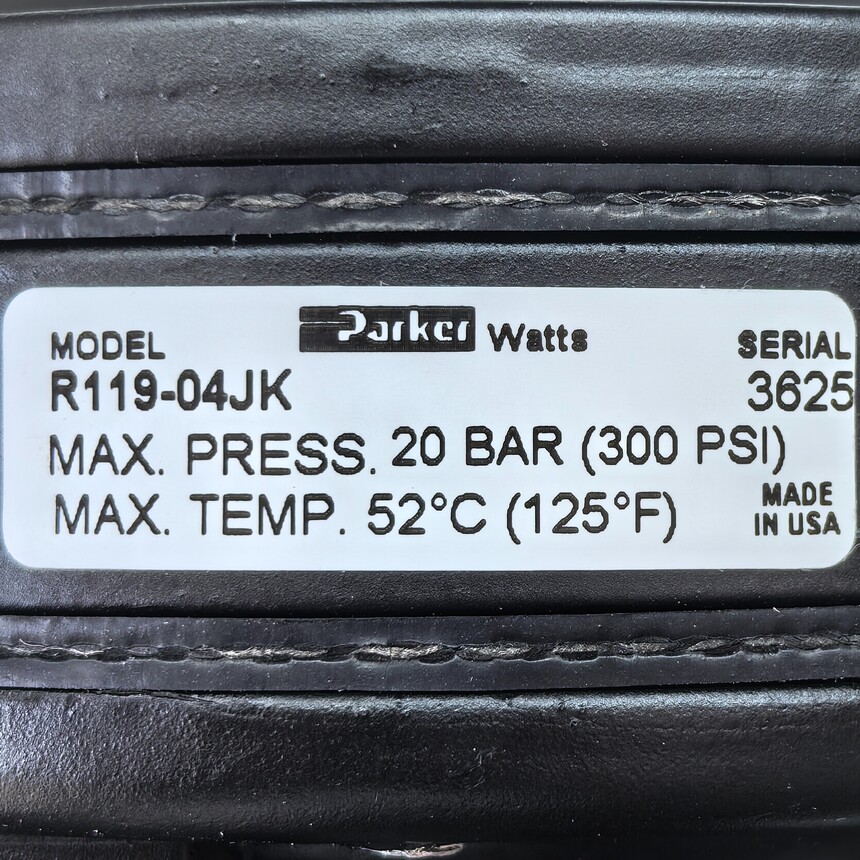 Parker Watts
MODEL SERIAL
R119-04JK 3625
MAX. PRESS. 20 BAR (300 PSI)
MAX. TEMP. 52°C (125°F)
MADE
IN USA